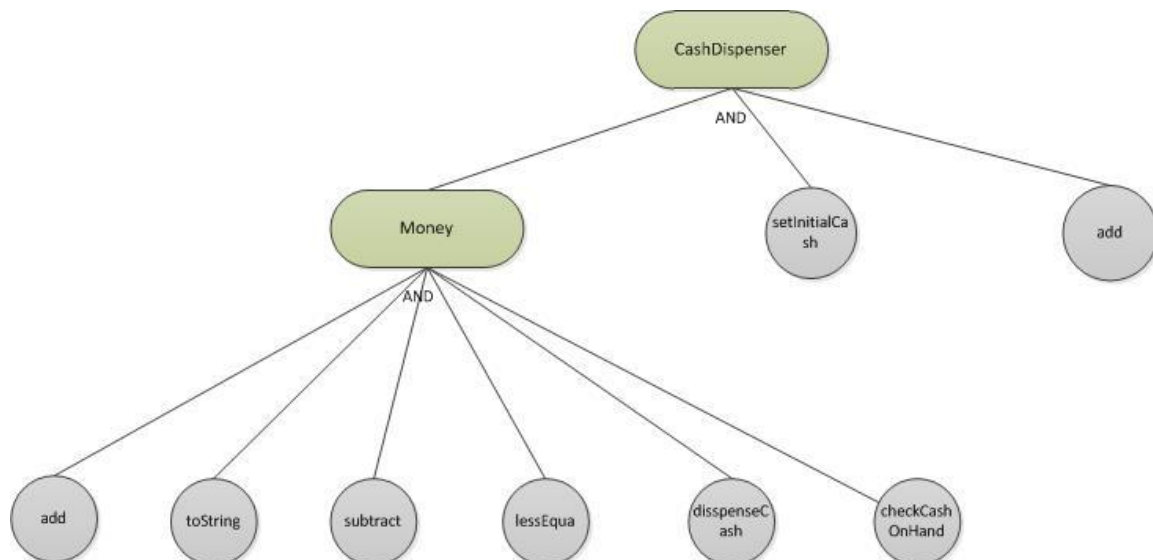 CashDispenser
AND
Money
setInitialCa
sh
add
AND
add
toString
subtract
lessEqua
disspenseC
ash
checkCash
OnHand